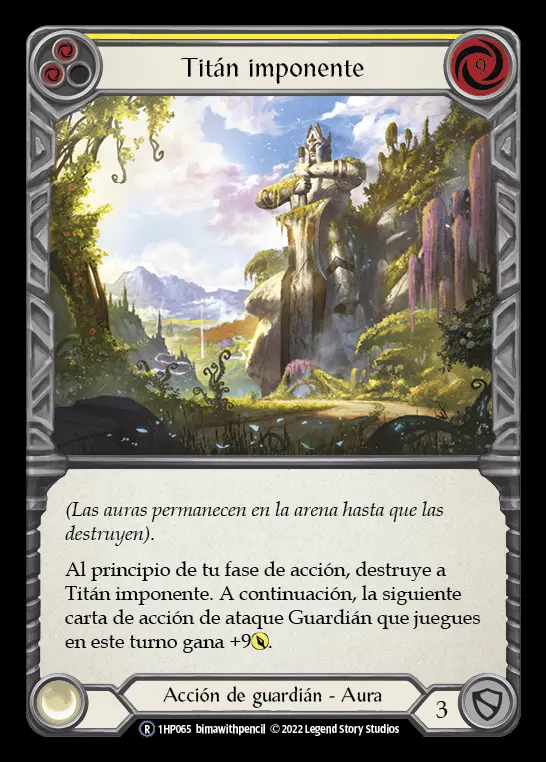 Titán imponente
9
(Las auras permanecen en la arena hasta que las
destruyen).
Al principio de tu fase de acción, destruye a
Titán imponente. A continuación, la siguiente
carta de acción de ataque Guardián que juegues
en este turno gana +9.
Acción de guardián - Aura
3
R 1HP065 bimawithpencil © 2022 Legend Story Studios